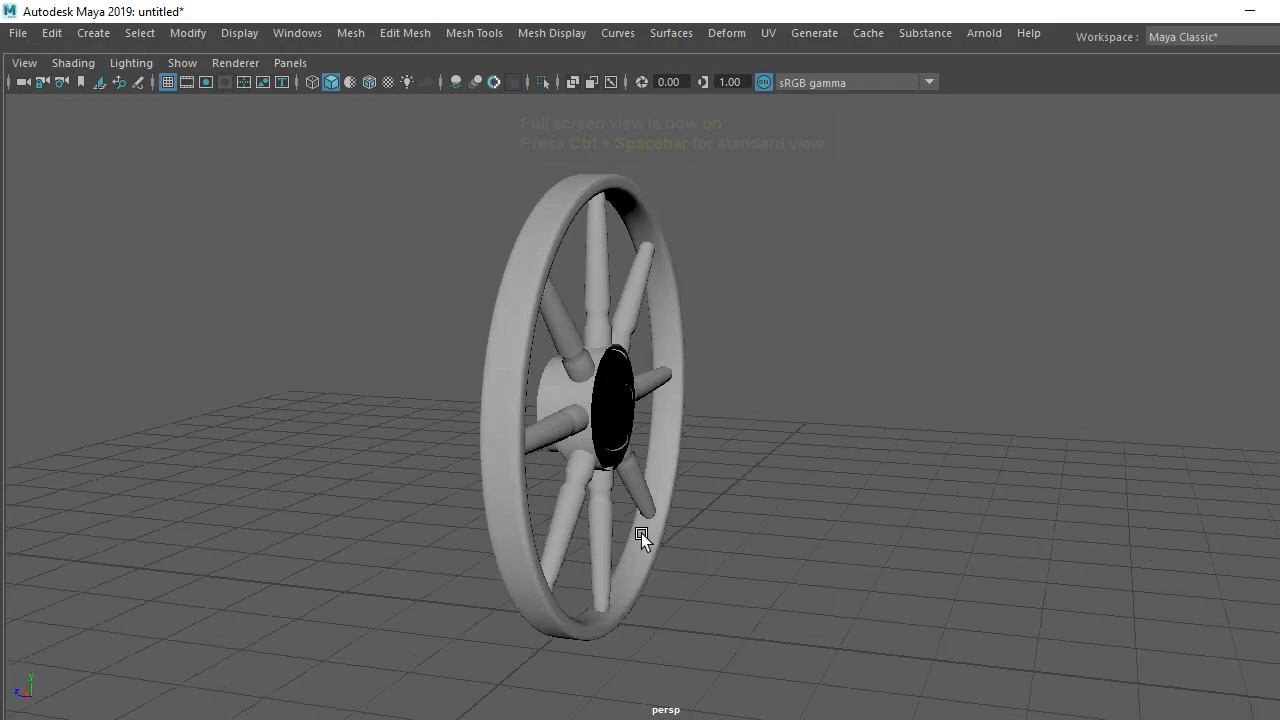 Autodesk Maya 2019: untitled*
File Edit Create Select Modify Display Windows Mesh Edit Mesh Mesh Tools Mesh Display Curves Surfaces Deform UV Generate Cache Substance Arnold Help Workspace : Maya Classic*
View Shading Lighting Show Renderer Panels
0.00 1.00 ON sRGB gamma
Full screen view is now on
Press Ctrl + Spacebar for standard view.
y
z
persp